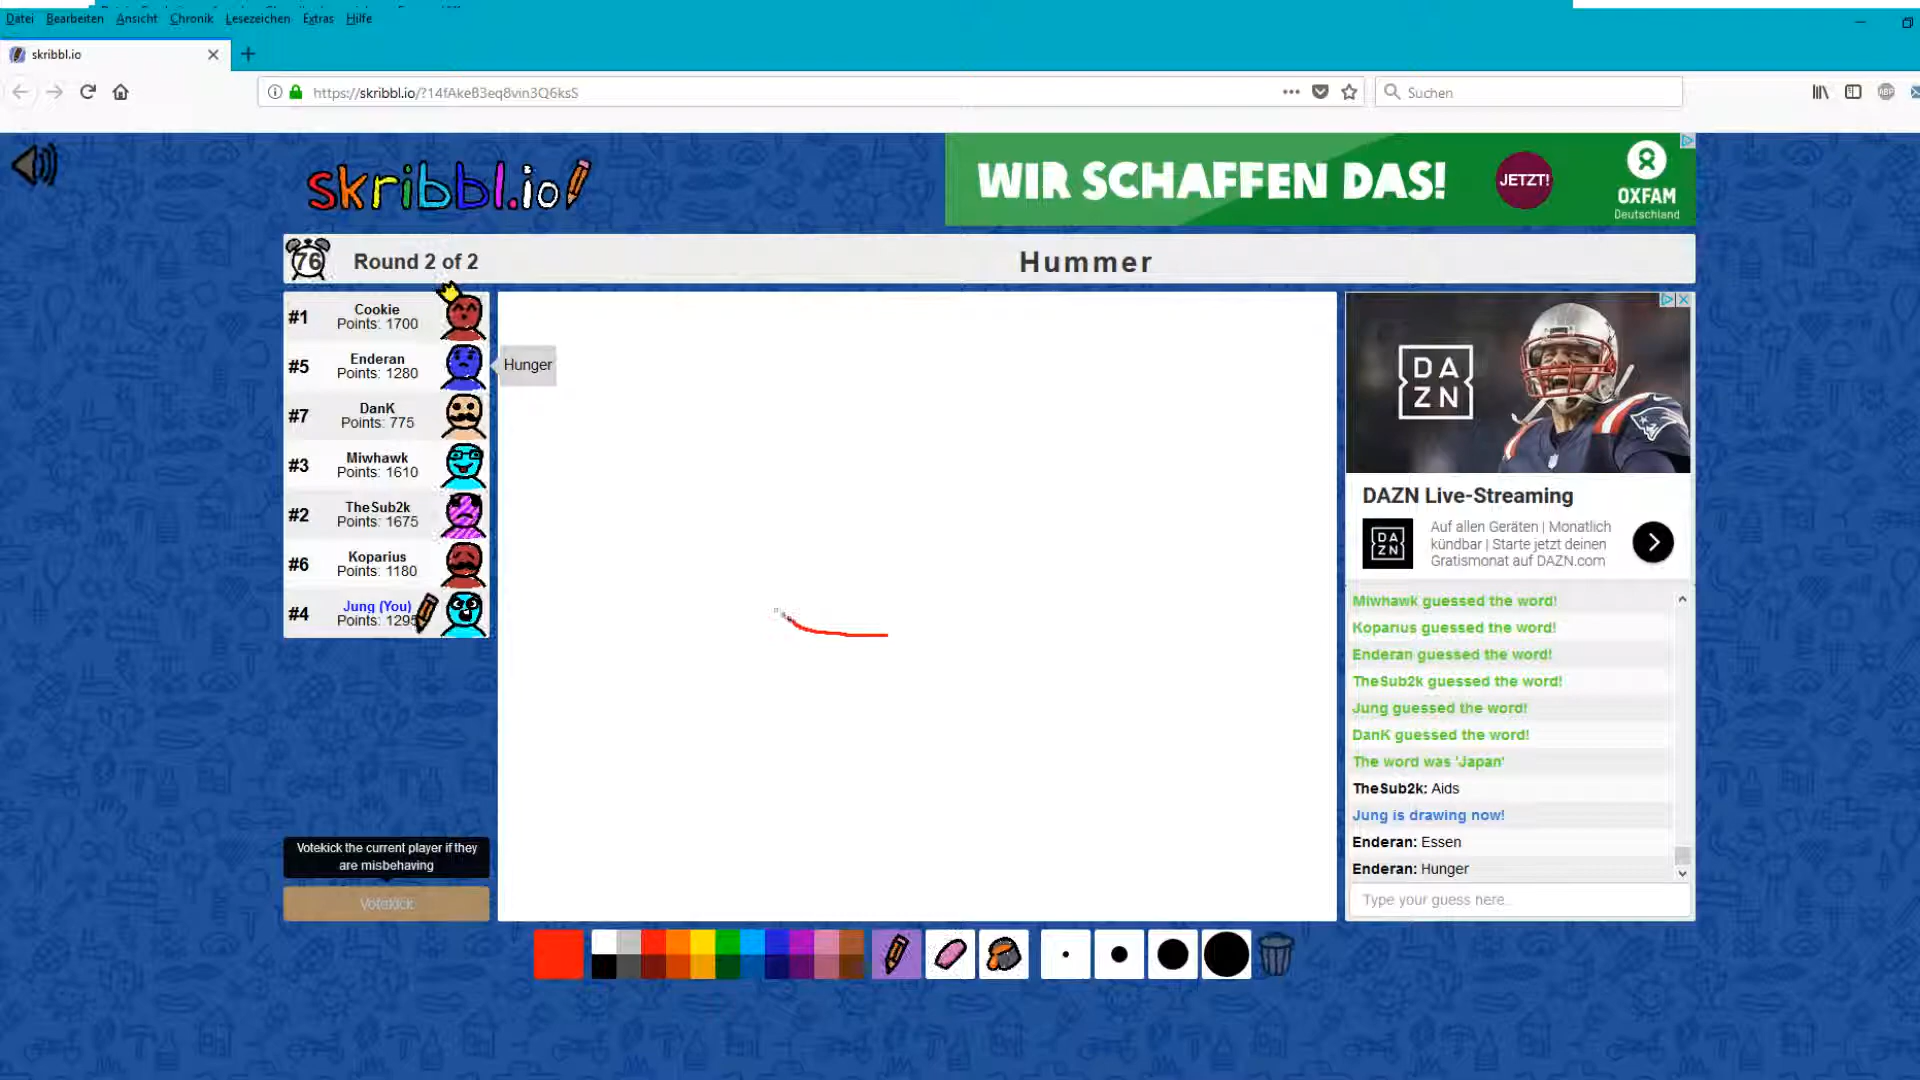 Datei Bearbeiten Ansicht Chronik Lesezeichen Extras Hilfe
skribbl.io
https://skribbl.io/?14fAkeB3eq8vin3Q6ksS
Suchen
ABP
skribbl.io
WIR SCHAFFEN DAS!
JETZT!
OXFAM
Deutschland
76
Round 2 of 2
Hummer
#1
Cookie
Points: 1700
#5
Enderan
Points: 1280
Hunger
#7
DanK
Points: 775
#3
Miwhawk
Points: 1610
#2
TheSub2k
Points: 1675
#6
Koparius
Points: 1180
#4
Jung (You)
Points: 1295
Votekick the current player if they
are misbehaving
Votekick
DA
ZN
DAZN Live-Streaming
DA
ZN
Auf allen Geräten | Monatlich
kündbar | Starte jetzt deinen
Gratismonat auf DAZN.com
Miwhawk guessed the word!
Koparius guessed the word!
Enderan guessed the word!
TheSub2k guessed the word!
Jung guessed the word!
DanK guessed the word!
The word was 'Japan'
TheSub2k: Aids
Jung is drawing now!
Enderan: Essen
Enderan: Hunger
Type your guess here...